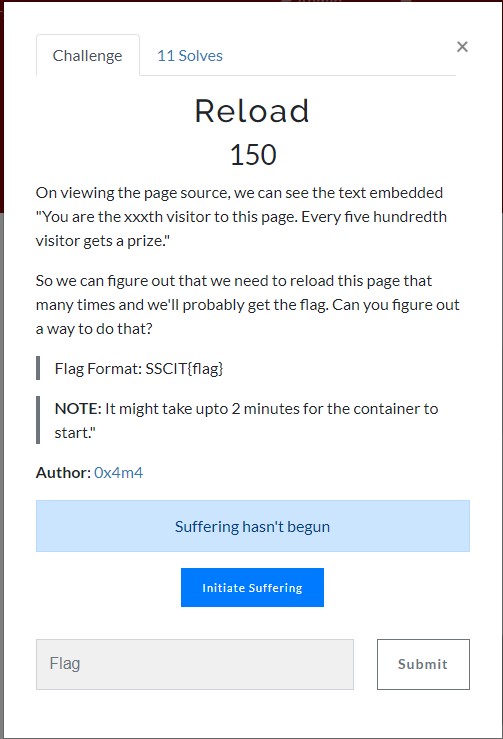 Challenge
11 Solves
×
Reload
150
On viewing the page source, we can see the text embedded
"You are the xxxth visitor to this page. Every five hundredth
visitor gets a prize."
So we can figure out that we need to reload this page that
many times and we'll probably get the flag. Can you figure out
a way to do that?
Flag Format: SSCIT{flag}
NOTE: It might take upto 2 minutes for the container to
start."
Author: 0x4m4
Suffering hasn't begun
Initiate Suffering
Flag
Submit